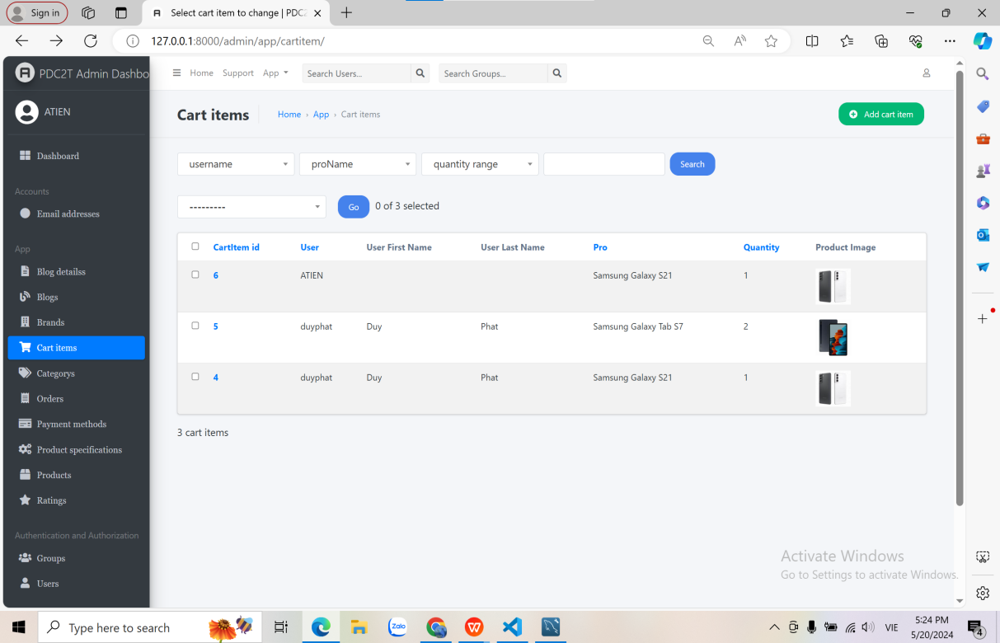 Sign in
Select cart item to change | PDC2
127.0.0.1:8000/admin/app/cartitem/
PDC2T Admin Dashbo
Home Support App Search Users... Search Groups...
ATIEN
Cart items Home › App › Cart items Add cart item
Dashboard
username proName quantity range Search
Accounts
Email addresses
--------- Go 0 of 3 selected
App
Blog detailss
Blogs
Brands
Cart items
Categorys
Orders
Payment methods
Product specifications
Products
Ratings
Authentication and Authorization
Groups
Users
CartItem id User User First Name User Last Name Pro Quantity Product Image
6 ATIEN Samsung Galaxy S21 1
5 duyphat Duy Phat Samsung Galaxy Tab S7 2
4 duyphat Duy Phat Samsung Galaxy S21 1
3 cart items
Activate Windows
Go to Settings to activate Windows.
Type here to search
Zalo
VIE
5:24 PM
5/20/2024
4